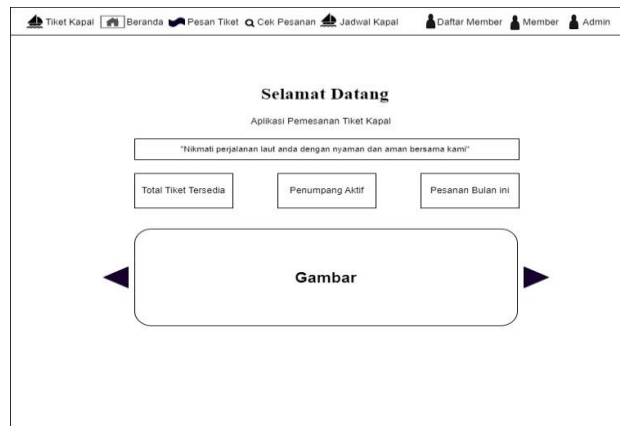 Tiket Kapal Beranda Pesan Tiket Cek Pesanan Jadwal Kapal Daftar Member Member Admin
Selamat Datang
Aplikasi Pemesanan Tiket Kapal
"Nikmati perjalanan laut anda dengan nyaman dan aman bersama kami"
Total Tiket Tersedia Penumpang Aktif Pesanan Bulan ini
Gambar